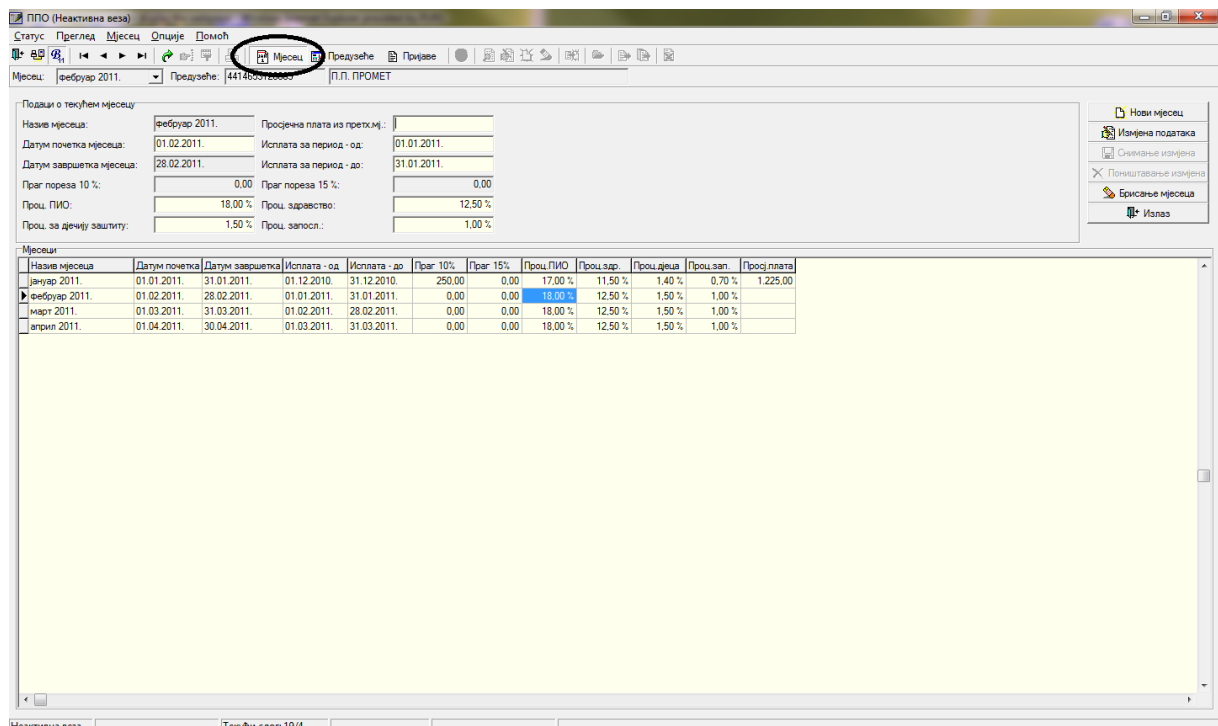 ППО (Неактивна веза)
Статус Преглед Мјесец Опције Помоћ
Мјесец Предузеће Пријаве
Мјесец: фебруар 2011. Предузеће: П.П. ПРОМЕТ
Подаци о текућем мјесецу
Назив мјесеца: фебруар 2011. Просјечна плата из претх.мј.:
Датум почетка мјесеца: 01.02.2011. Исплата за период - од: 01.01.2011.
Датум завршетка мјесеца: 28.02.2011. Исплата за период - до: 31.01.2011.
Праг пореза 10 %: 0,00 Праг пореза 15 %: 0,00
Проц. ПИО: 18,00 % Проц. здравство: 12,50 %
Проц. за дјечију заштиту: 1,50 % Проц. запосл.: 1,00 %
Нови мјесец
Измјена података
Снимање измјена
Поништавање измјена
Брисање мјесеца
Излаз
Мјесеци
Назив мјесеца Датум почетка Датум завршетка Исплата - од Исплата - до Праг 10% Праг 15% Проц.ПИО Проц.здр. Проц.дјеца Проц.зап. Просј.плата
јануар 2011. 01.01.2011. 31.01.2011. 01.12.2010. 31.12.2010. 250,00 0,00 17,00 % 11,50 % 1,40 % 0,70 % 1.225,00
фебруар 2011. 01.02.2011. 28.02.2011. 01.01.2011. 31.01.2011. 0,00 0,00 18,00 % 12,50 % 1,50 % 1,00 %
март 2011. 01.03.2011. 31.03.2011. 01.02.2011. 28.02.2011. 0,00 0,00 18,00 % 12,50 % 1,50 % 1,00 %
април 2011. 01.04.2011. 30.04.2011. 01.03.2011. 31.03.2011. 0,00 0,00 18,00 % 12,50 % 1,50 % 1,00 %